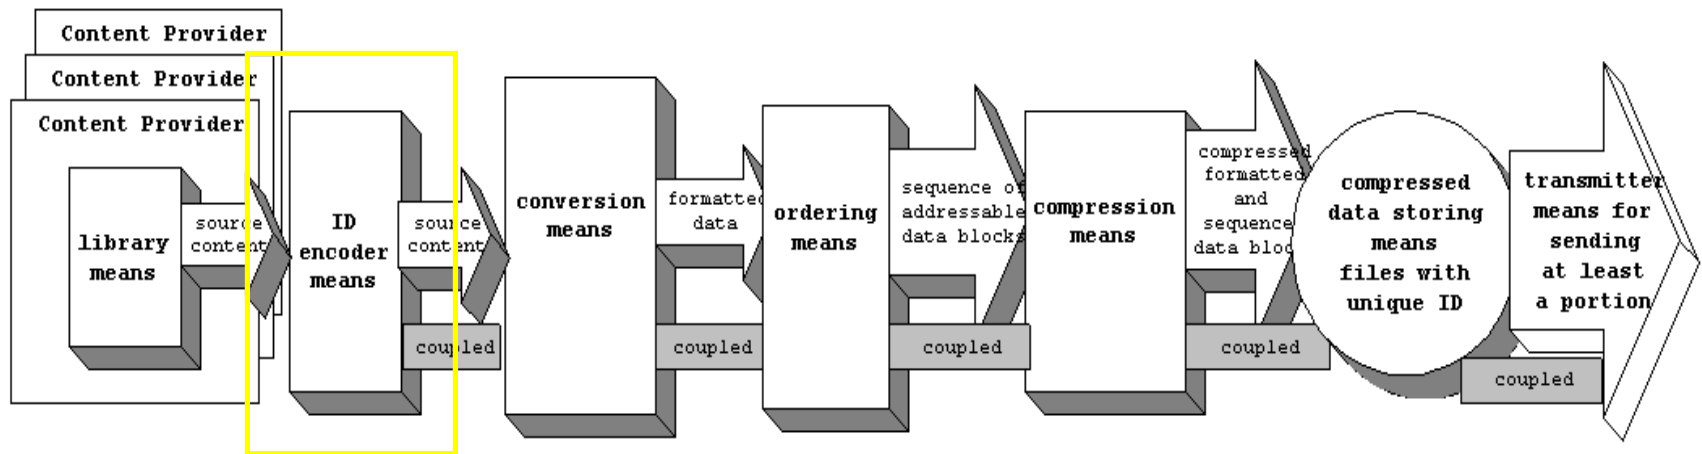 Content Provider
Content Provider
Content Provider
library
means
source
content
ID
encoder
means
source
content
coupled
conversion
means
formatted
data
coupled
ordering
means
sequence of
addressable
data blocks
coupled
compression
means
compressed
formatted
and
sequence
data bloc
coupled
compressed
data storing
means
files with
unique ID
transmitter
means for
sending
at least
a portion
coupled